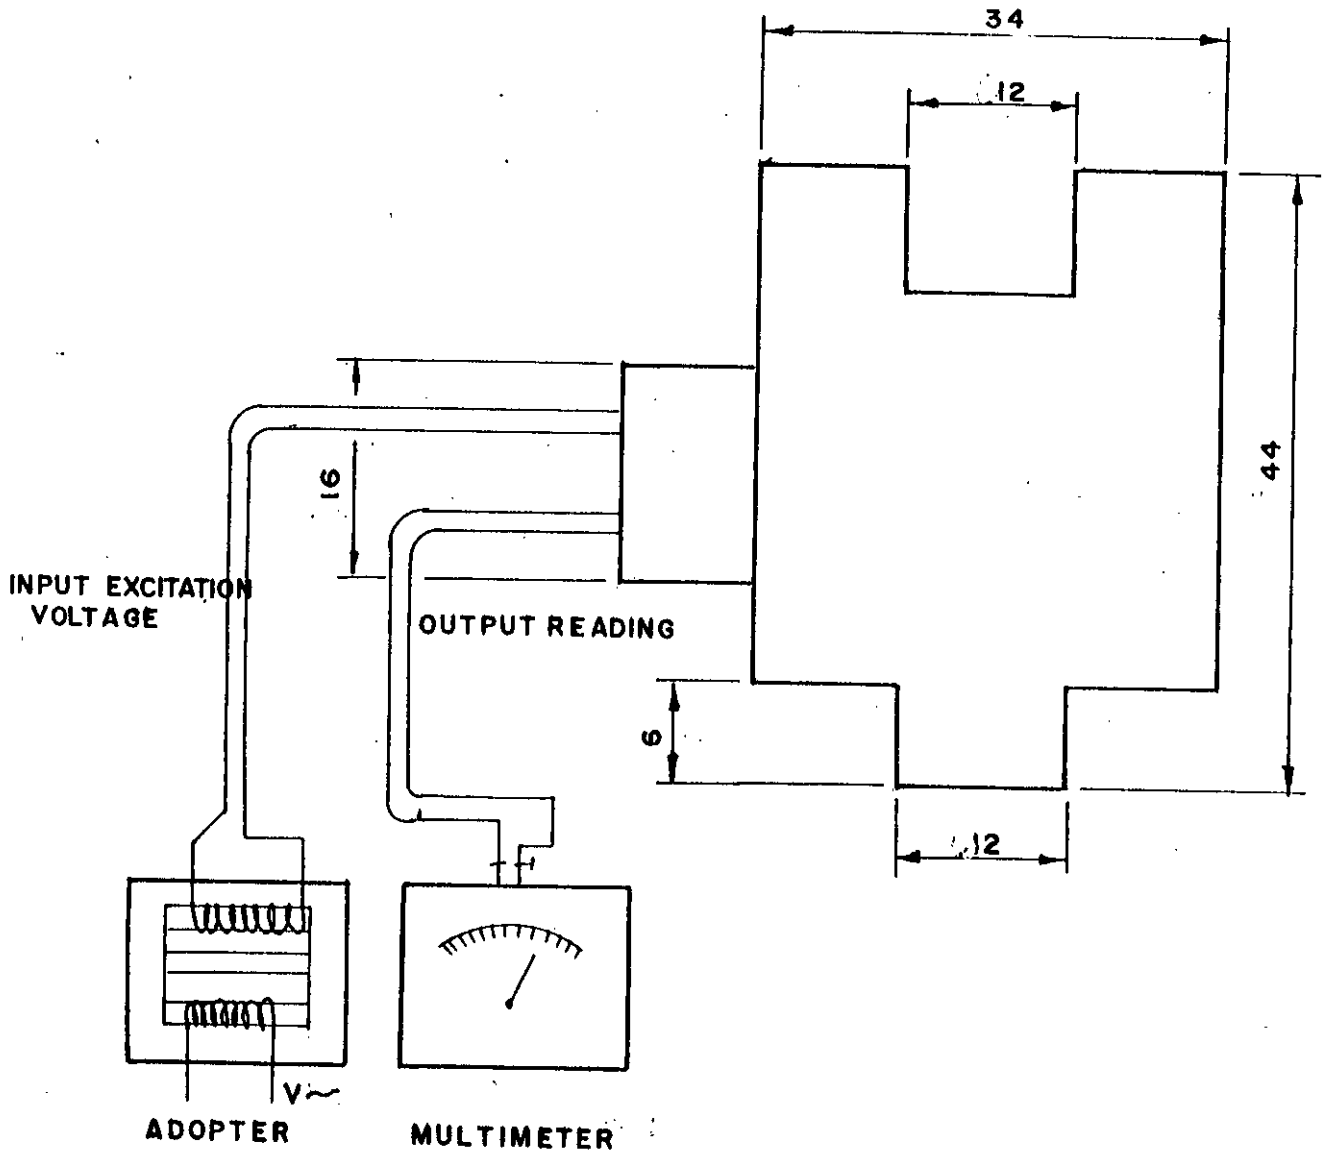 34
12
44
16
INPUT EXCITATION
VOLTAGE
OUTPUT READING
6
12
V~
ADOPTER
MULTIMETER